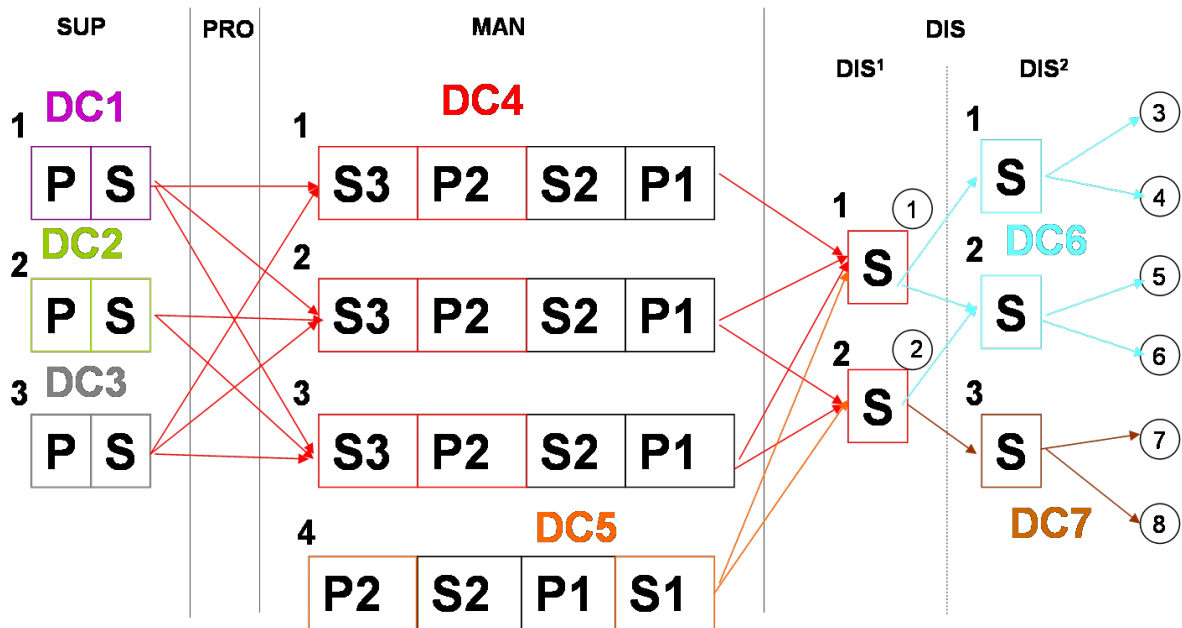 SUP PRO MAN DIS
DIS¹ DIS²
DC1 DC4
1 1 1 3
P S S3 P2 S2 P1 S 4
1 1
DC2 S DC6
2 2 2 5
P S S3 P2 S2 P1 S 6
2 2
DC3 S
3 3 3 7
P S S3 P2 S2 P1 S
DC5 DC7 8
4
P2 S2 P1 S1